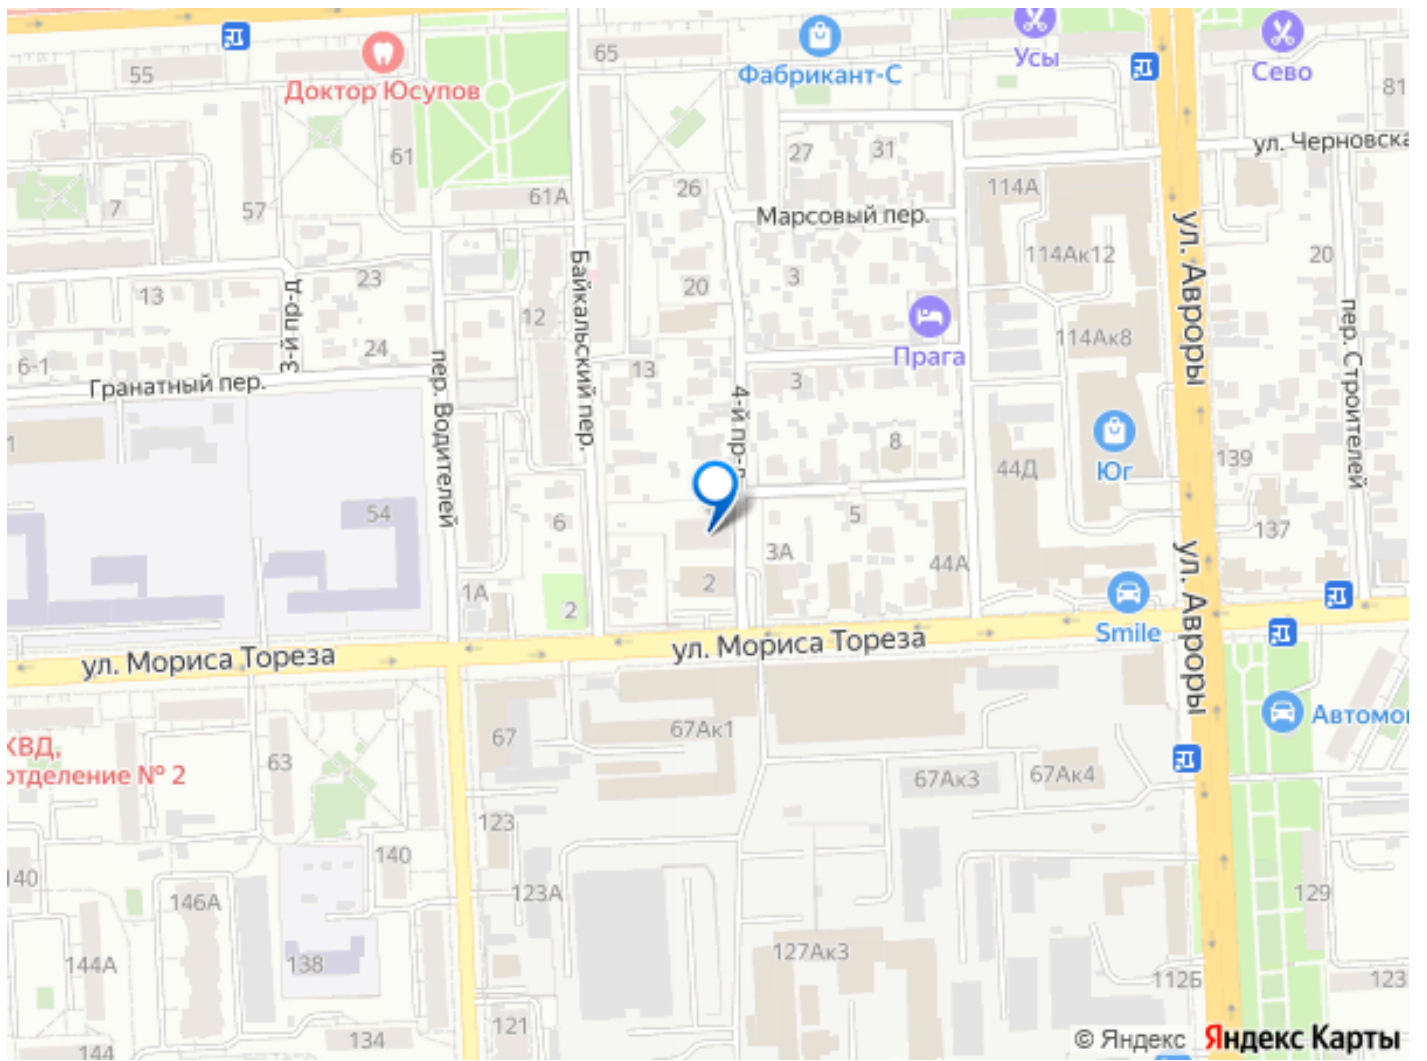 65
Усы
55
Доктор Юсупов
Фабрикант-С
Сево
81
61
27
31
ул. Черновска
7
57
61А
26
114А
Марсовый пер.
ул. Авроры
Байкальский пер.
114Ак12
20
13
3-й пр-д
23
20
3
12
Прага
114Ак8
пер. Строителей
6-1
24
13
Гранатный пер.
пер. Водителей
4-й пр-д
3
1
8
44Д
Юг
139
54
6
5
137
3А
44А
ул. Авроры
1А
2
2
Smile
ул. Мориса Тореза
ул. Мориса Тореза
67
67Ак1
Автомо
КВД,
отделение № 2
63
67Ак3
67Ак4
123
140
140
146А
123А
129
144А
138
127Ак3
112Б
123
121
134
144
© Яндекс Яндекс Карты